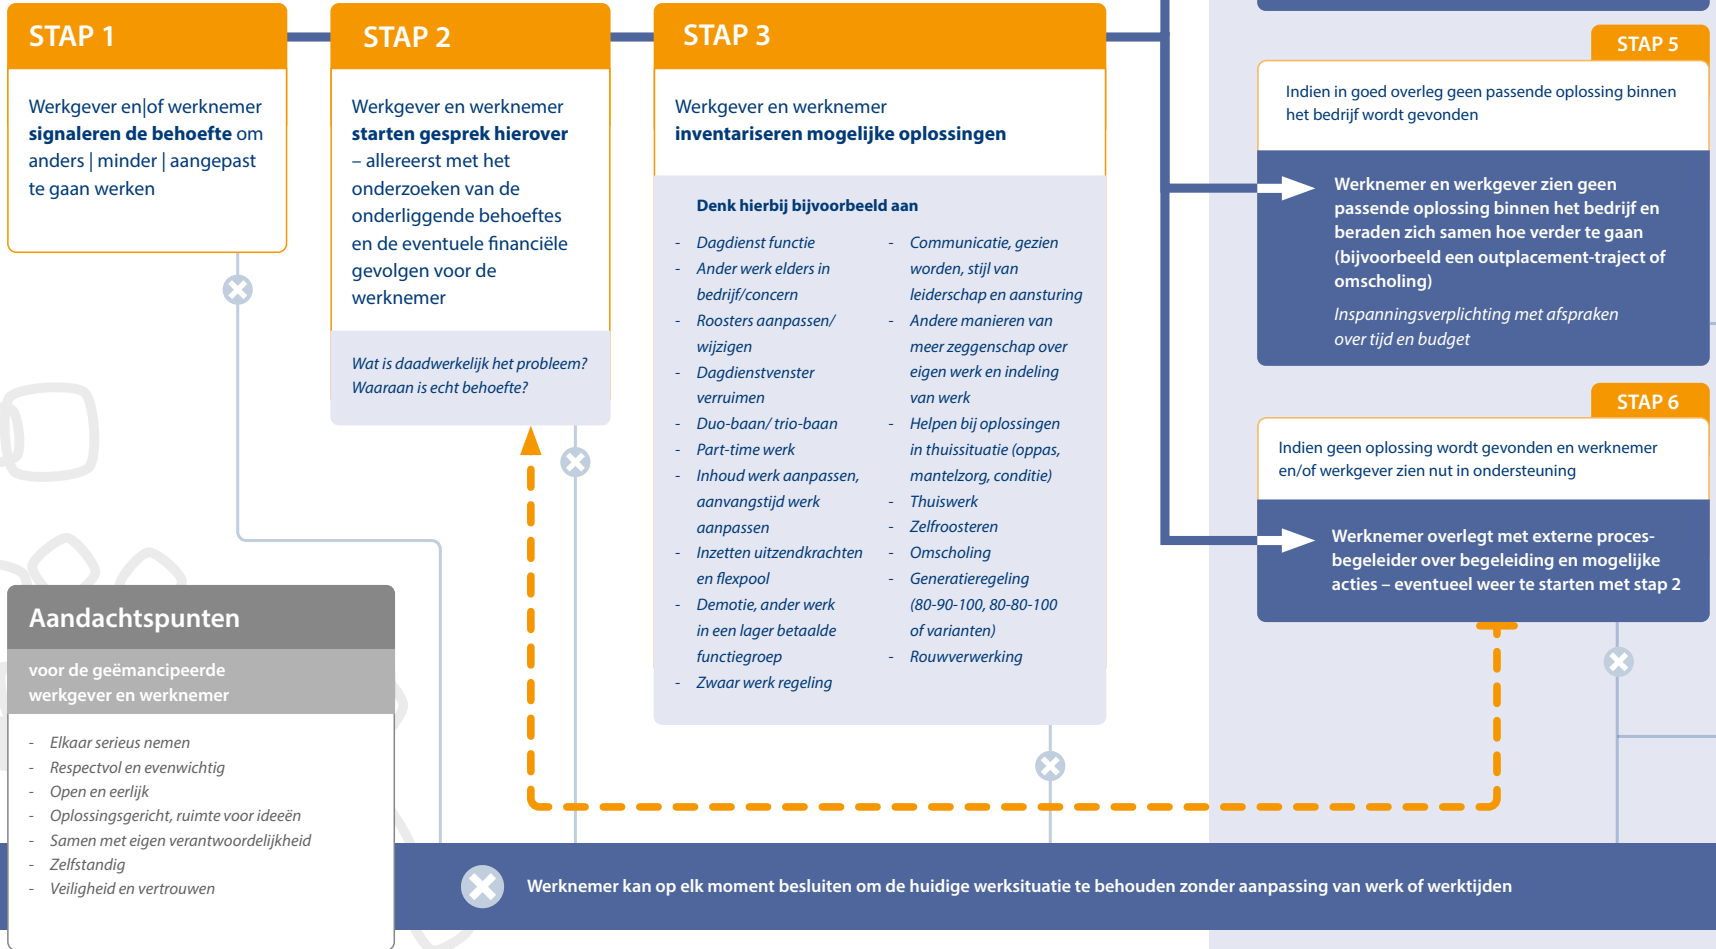 STAP 1
Werkgever en|of werknemer
signaleren de behoefte om
anders | minder | aangepast
te gaan werken
STAP 2
Werkgever en werknemer
starten gesprek hierover
– allereerst met het
onderzoeken van de
onderliggende behoeftes
en de eventuele financiële
gevolgen voor de
werknemer
Wat is daadwerkelijk het probleem?
Waaraan is echt behoefte?
STAP 3
Werkgever en werknemer
inventariseren mogelijke oplossingen
Denk hierbij bijvoorbeeld aan
- Dagdienst functie
- Ander werk elders in
bedrijf/concern
- Roosters aanpassen/
wijzigen
- Dagdienstvenster
verruimen
- Duo-baan/ trio-baan
- Part-time werk
- Inhoud werk aanpassen,
aanvangstijd werk
aanpassen
- Inzetten uitzendkrachten
en flexpool
- Demotie, ander werk
in een lager betaalde
functiegroep
- Zwaar werk regeling
- Communicatie, gezien
worden, stijl van
leiderschap en aansturing
- Andere manieren van
meer zeggenschap over
eigen werk en indeling
van werk
- Helpen bij oplossingen
in thuissituatie (oppas,
mantelzorg, conditie)
- Thuiswerk
- Zelfroosteren
- Omscholing
- Generatieregeling
(80-90-100, 80-80-100
of varianten)
- Rouwverwerking
STAP 5
Indien in goed overleg geen passende oplossing binnen
het bedrijf wordt gevonden
Werknemer en werkgever zien geen
passende oplossing binnen het bedrijf en
beraden zich samen hoe verder te gaan
(bijvoorbeeld een outplacement-traject of
omscholing)
Inspanningsverplichting met afspraken
over tijd en budget
STAP 6
Indien geen oplossing wordt gevonden en werknemer
en/of werkgever zien nut in ondersteuning
Werknemer overlegt met externe proces-
begeleider over begeleiding en mogelijke
acties – eventueel weer te starten met stap 2
Aandachtspunten
voor de geëmancipeerde
werkgever en werknemer
- Elkaar serieus nemen
- Respectvol en evenwichtig
- Open en eerlijk
- Oplossingsgericht, ruimte voor ideeën
- Samen met eigen verantwoordelijkheid
- Zelfstandig
- Veiligheid en vertrouwen
Werknemer kan op elk moment besluiten om de huidige werksituatie te behouden zonder aanpassing van werk of werktijden